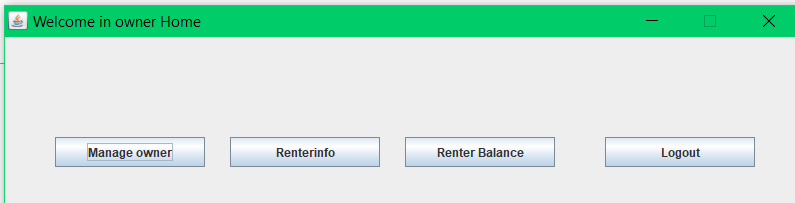 Welcome in owner Home
Manage owner
Renterinfo
Renter Balance
Logout